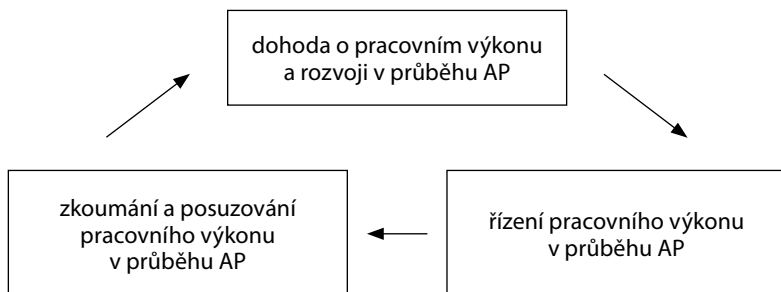 dohoda o pracovním výkonu
a rozvoji v průběhu AP
zkoumání a posuzování
pracovního výkonu
v průběhu AP
řízení pracovního výkonu
v průběhu AP